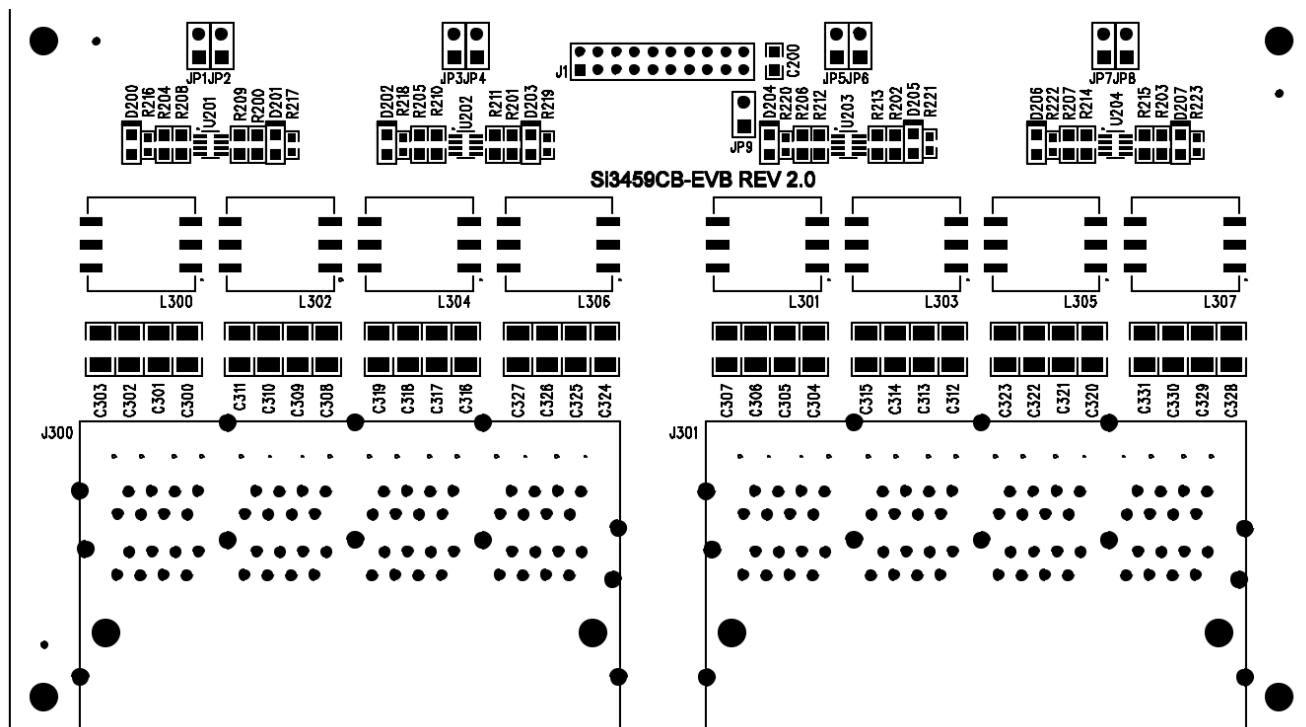 JP1JP2
JP3JP4
J1
C200
JP5JP6
JP7JP8
D200
R216
R204
R208
U201
R209
R200
D201
R217
D202
R218
R205
R210
U202
R211
R201
D203
R219
JP9
D204
R220
R206
R212
U203
R213
R202
D205
R221
D206
R222
R207
R214
U204
R215
R203
D207
R223
SI3459CB-EVB REV 2.0
L300
L302
L304
L306
L301
L303
L305
L307
C303
C302
C301
C300
C311
C310
C309
C308
C319
C318
C317
C316
C327
C326
C325
C324
C307
C306
C305
C304
C315
C314
C313
C312
C323
C322
C321
C320
C331
C330
C329
C328
J300
J301